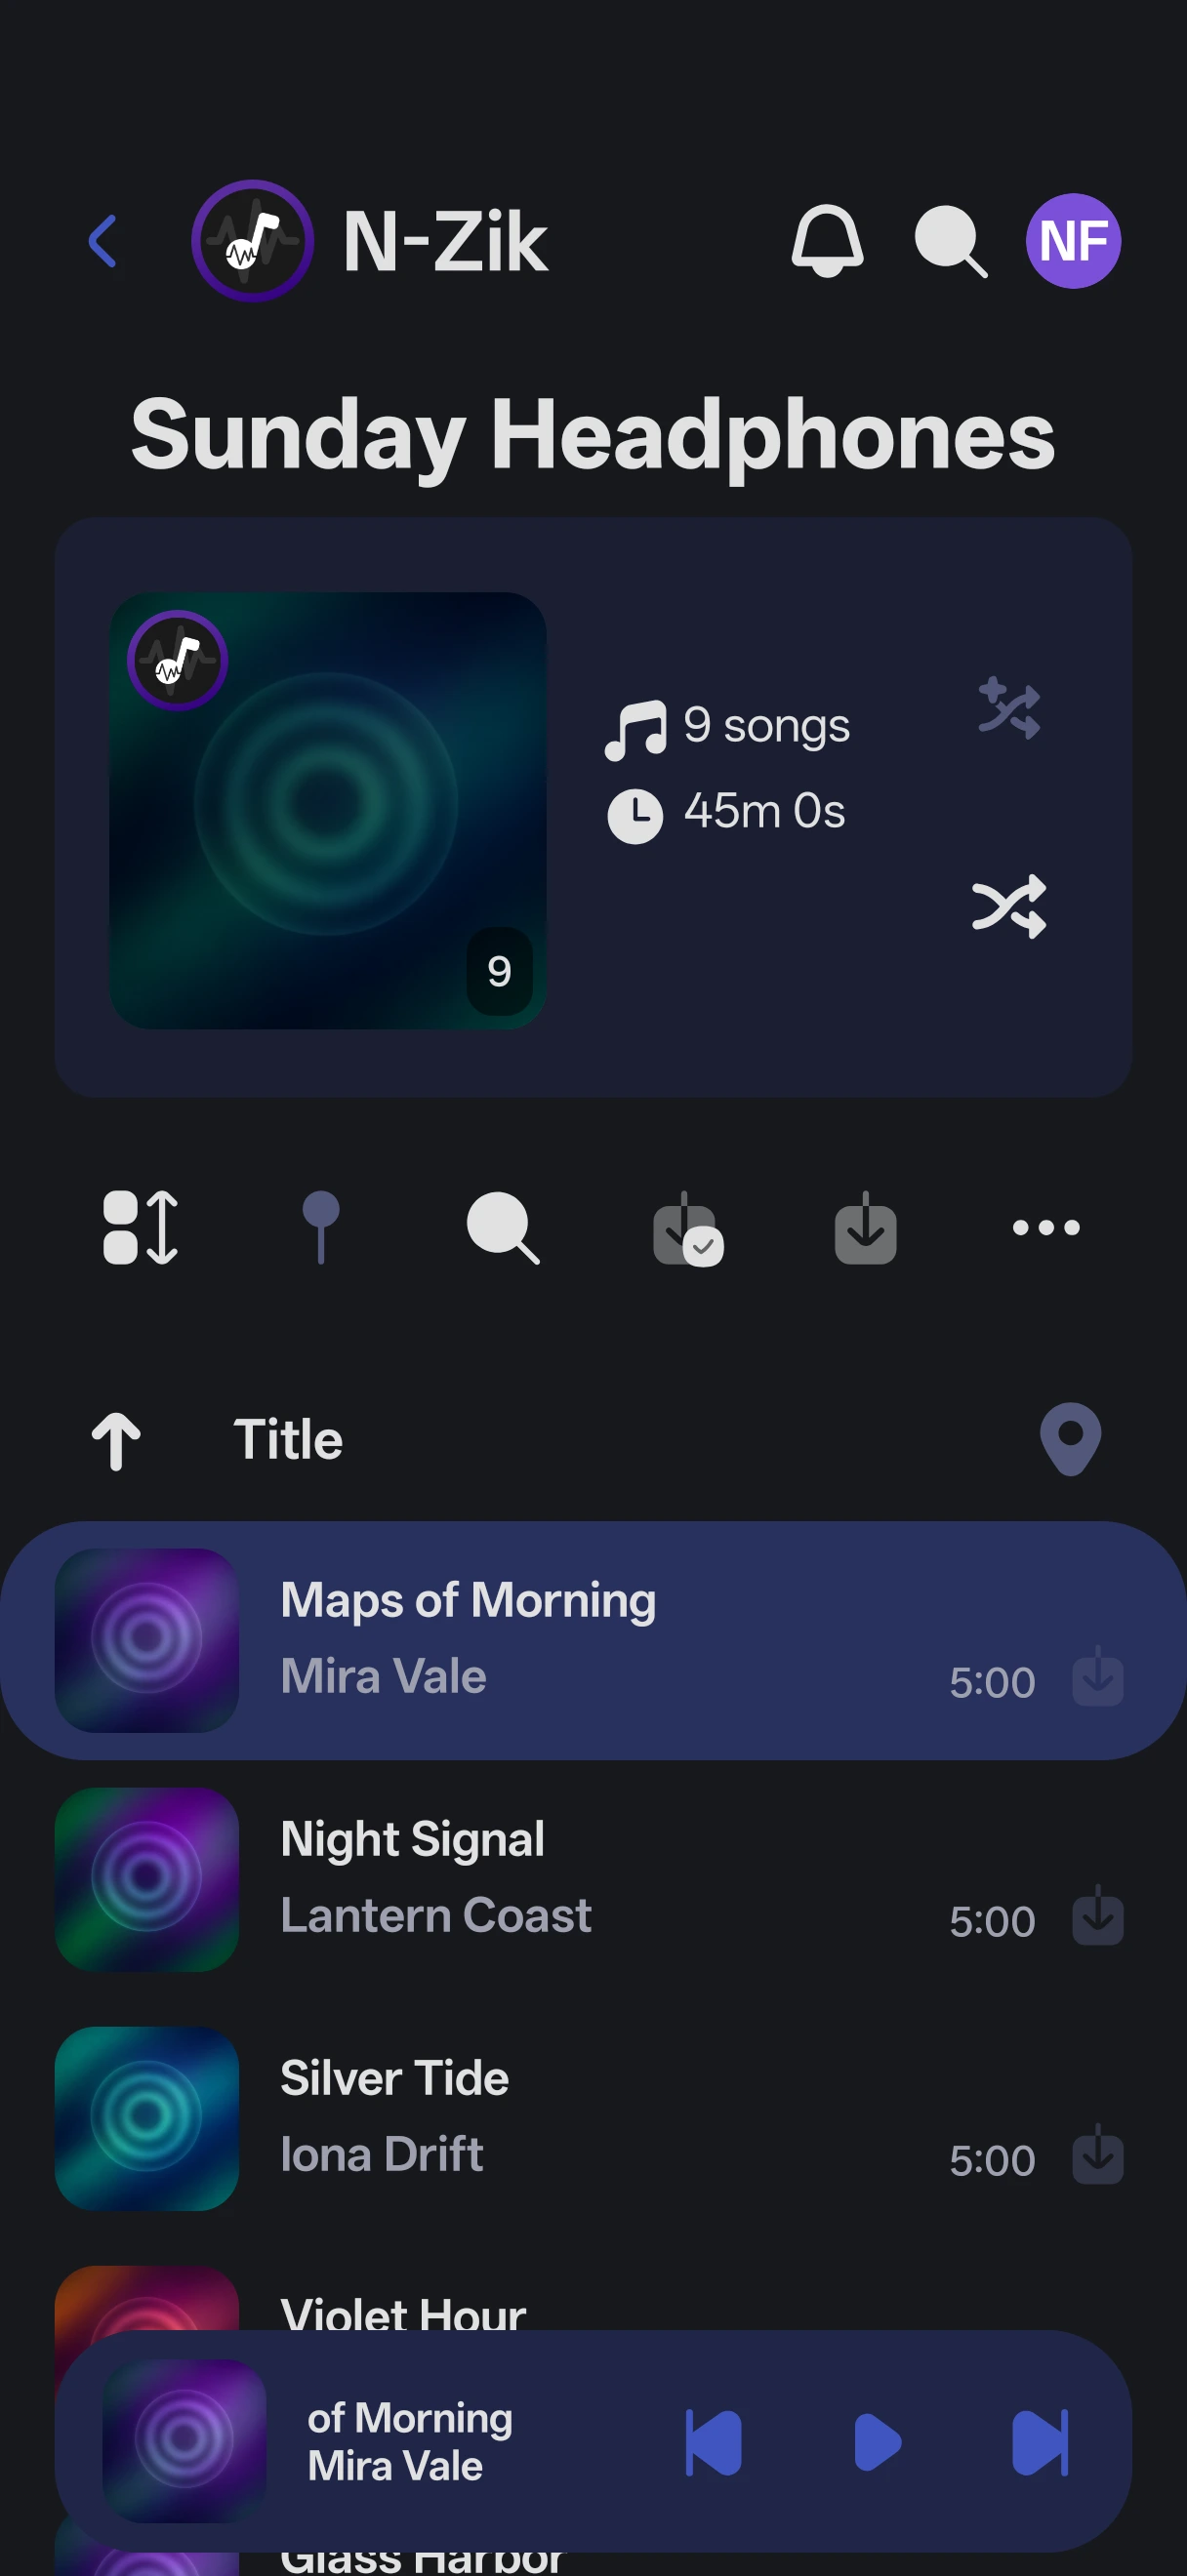 N-Zik
NF
Sunday Headphones
9 songs
45m 0s
9
Title
Maps of Morning
Mira Vale
5:00
Night Signal
Lantern Coast
5:00
Silver Tide
Iona Drift
5:00
Violet Hour
of Morning
Mira Vale
Glass Harbor